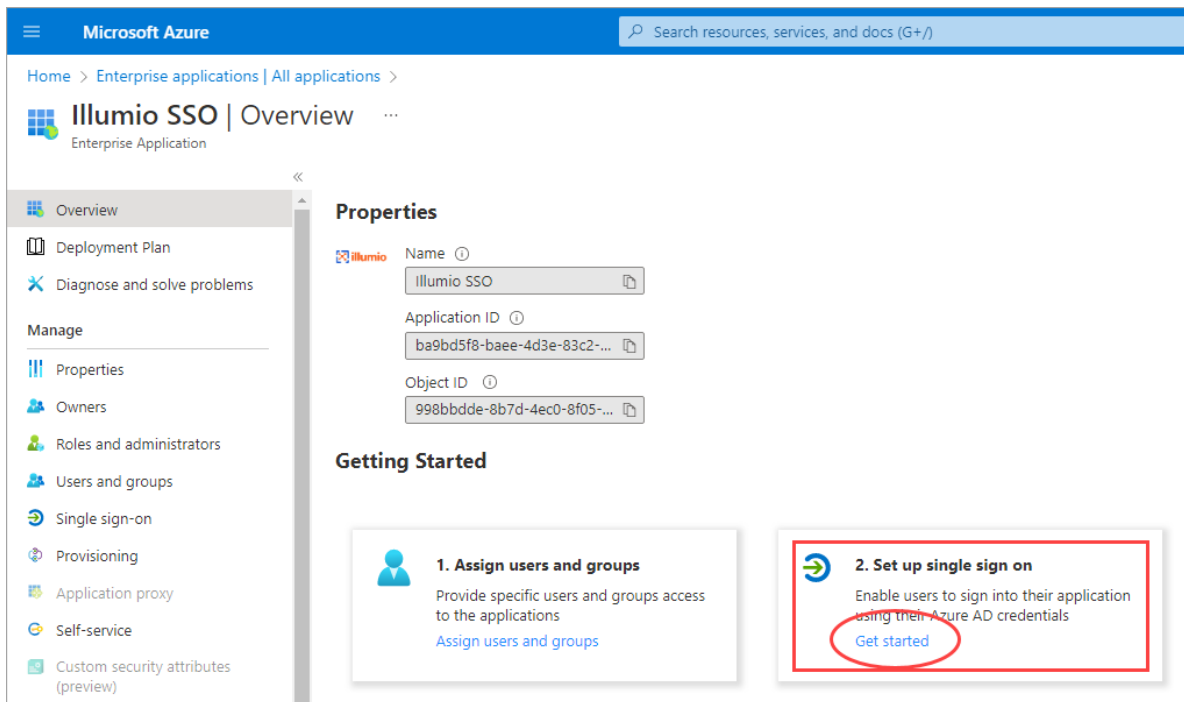 Microsoft Azure
Search resources, services, and docs (G+/)
Home > Enterprise applications | All applications >
Illumio SSO | Overview ...
Enterprise Application
«
Overview
Deployment Plan
Diagnose and solve problems
Manage
Properties
Owners
Roles and administrators
Users and groups
Single sign-on
Provisioning
Application proxy
Self-service
Custom security attributes
(preview)
Properties
illumio
Name
Illumio SSO
Application ID
ba9bd5f8-baee-4d3e-83c2-...
Object ID
998bbdde-8b7d-4ec0-8f05-...
Getting Started
1. Assign users and groups
Provide specific users and groups access
to the applications
Assign users and groups
2. Set up single sign on
Enable users to sign into their application
using their Azure AD credentials
Get started